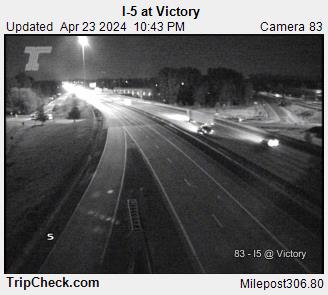 I-5 at Victory
Updated Apr 23 2024 10:43 PM Camera 83
T
S
83 - I5 @ Victory
TripCheck.com Milepost306.80